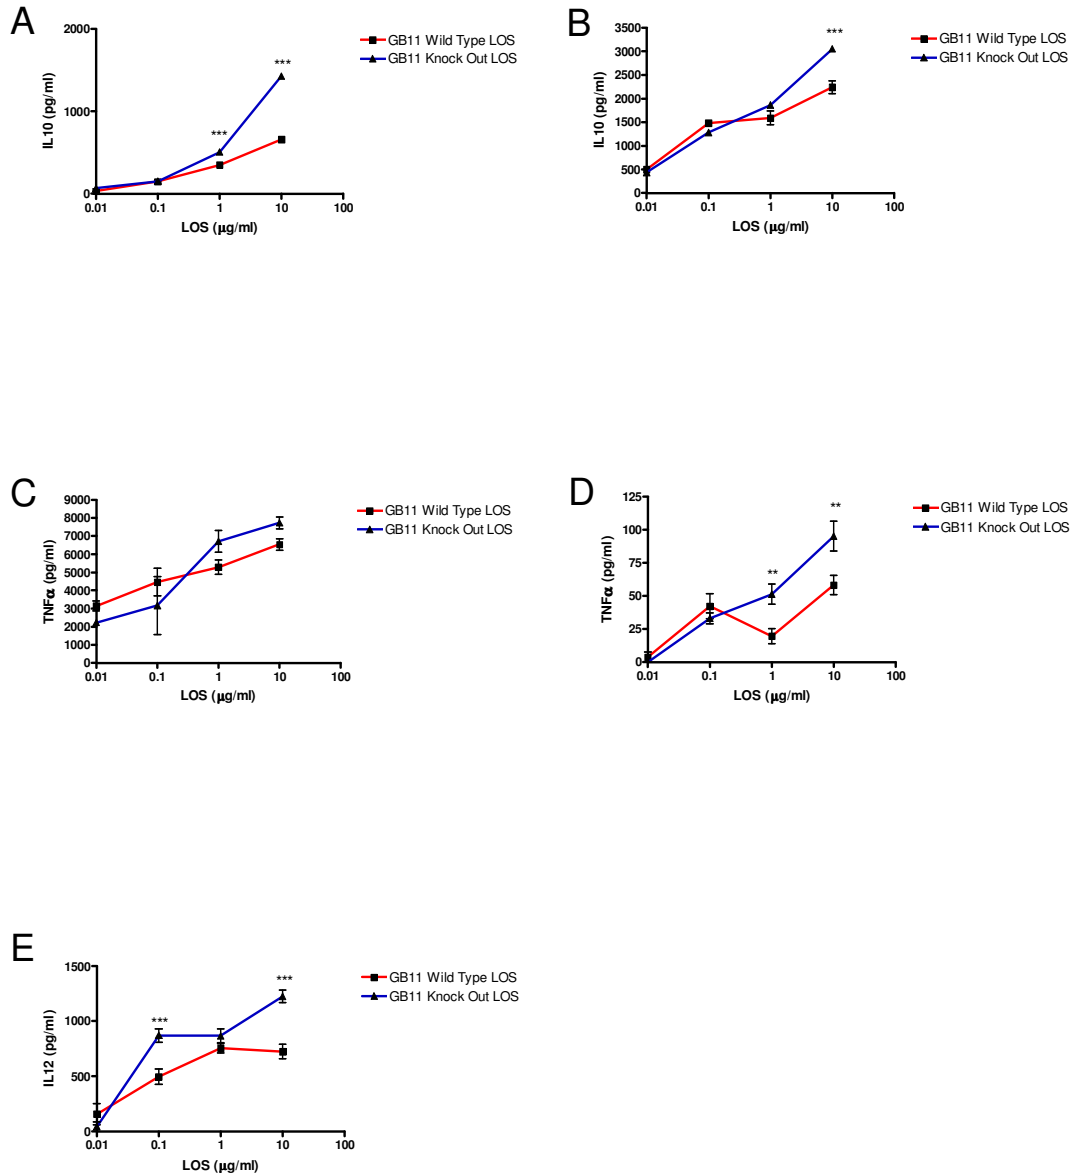 A
2000
1000
0
IL10 (pg/ml)
***
***
0.01 0.1 1 10 100
LOS (µg/ml)
GB11 Wild Type LOS
GB11 Knock Out LOS
B
3500
3000
2500
2000
1500
1000
500
0
IL10 (pg/ml)
***
0.01 0.1 1 10 100
LOS (µg/ml)
GB11 Wild Type LOS
GB11 Knock Out LOS
C
9000
8000
7000
6000
5000
4000
3000
2000
1000
0
TNFα (pg/ml)
0.01 0.1 1 10 100
LOS (µg/ml)
GB11 Wild Type LOS
GB11 Knock Out LOS
D
125
100
75
50
25
0
TNFα (pg/ml)
**
**
0.01 0.1 1 10 100
LOS (µg/ml)
GB11 Wild Type LOS
GB11 Knock Out LOS
E
1500
1000
500
0
IL12 (pg/ml)
***
***
0.01 0.1 1 10 100
LOS (µg/ml)
GB11 Wild Type LOS
GB11 Knock Out LOS